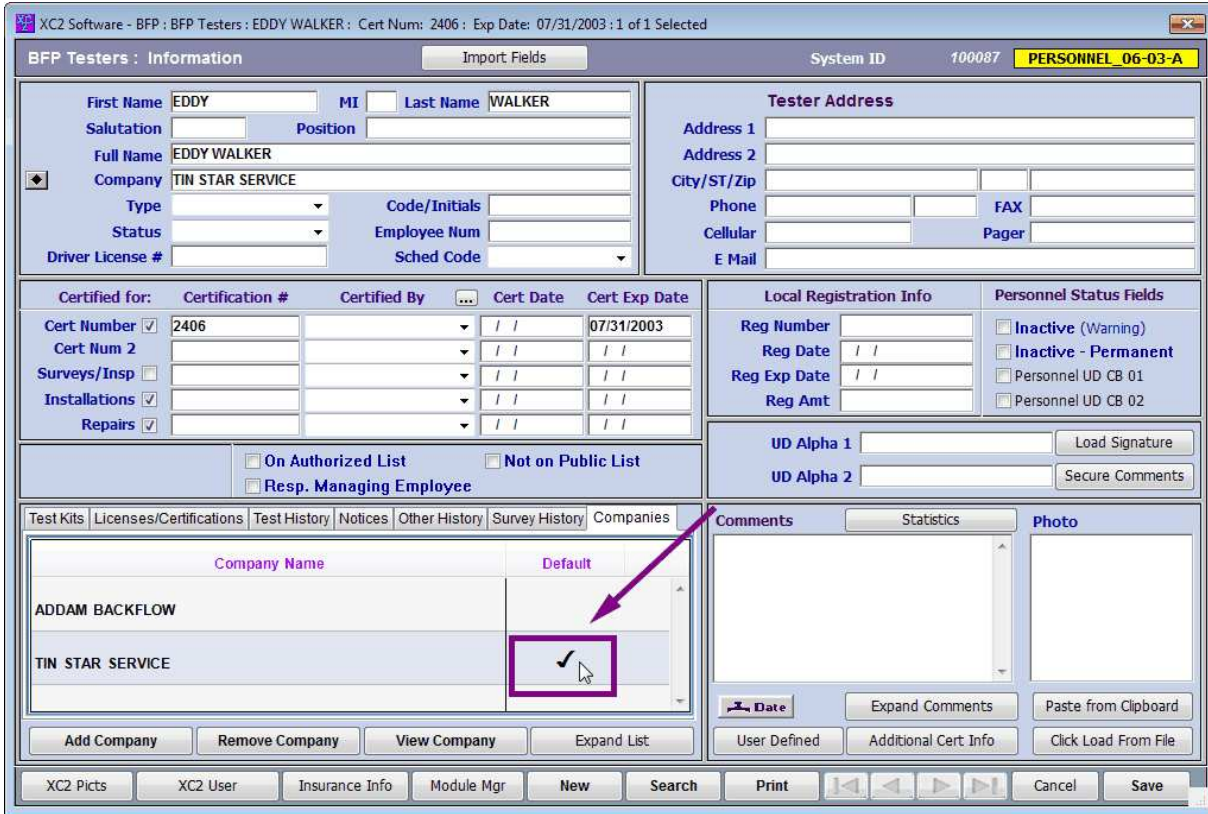 XC2 Software - BFP : BFP Testers : EDDY WALKER : Cert Num: 2406 : Exp Date: 07/31/2003 : 1 of 1 Selected
BFP Testers : Information Import Fields System ID 100087 PERSONNEL_06-03-A
First Name EDDY MI Last Name WALKER
Salutation Position
Full Name EDDY WALKER
Company TIN STAR SERVICE
Type Code/Initials
Status Employee Num
Driver License # Sched Code
Tester Address
Address 1
Address 2
City/ST/Zip
Phone FAX
Cellular Pager
E Mail
Certified for: Certification # Certified By ... Cert Date Cert Exp Date
Cert Number 2406 / / 07/31/2003
Cert Num 2 / / / /
Surveys/Insp / / / /
Installations / / / /
Repairs / / / /
Local Registration Info
Reg Number
Reg Date / /
Reg Exp Date / /
Reg Amt
Personnel Status Fields
Inactive (Warning)
Inactive - Permanent
Personnel UD CB 01
Personnel UD CB 02
On Authorized List Not on Public List
Resp. Managing Employee
UD Alpha 1 Load Signature
UD Alpha 2 Secure Comments
Test Kits Licenses/Certifications Test History Notices Other History Survey History Companies
Company Name Default
ADDAM BACKFLOW
TIN STAR SERVICE
Add Company Remove Company View Company Expand List
Comments Statistics Photo
Date Expand Comments Paste from Clipboard
User Defined Additional Cert Info Click Load From File
XC2 Picts XC2 User Insurance Info Module Mgr New Search Print Cancel Save